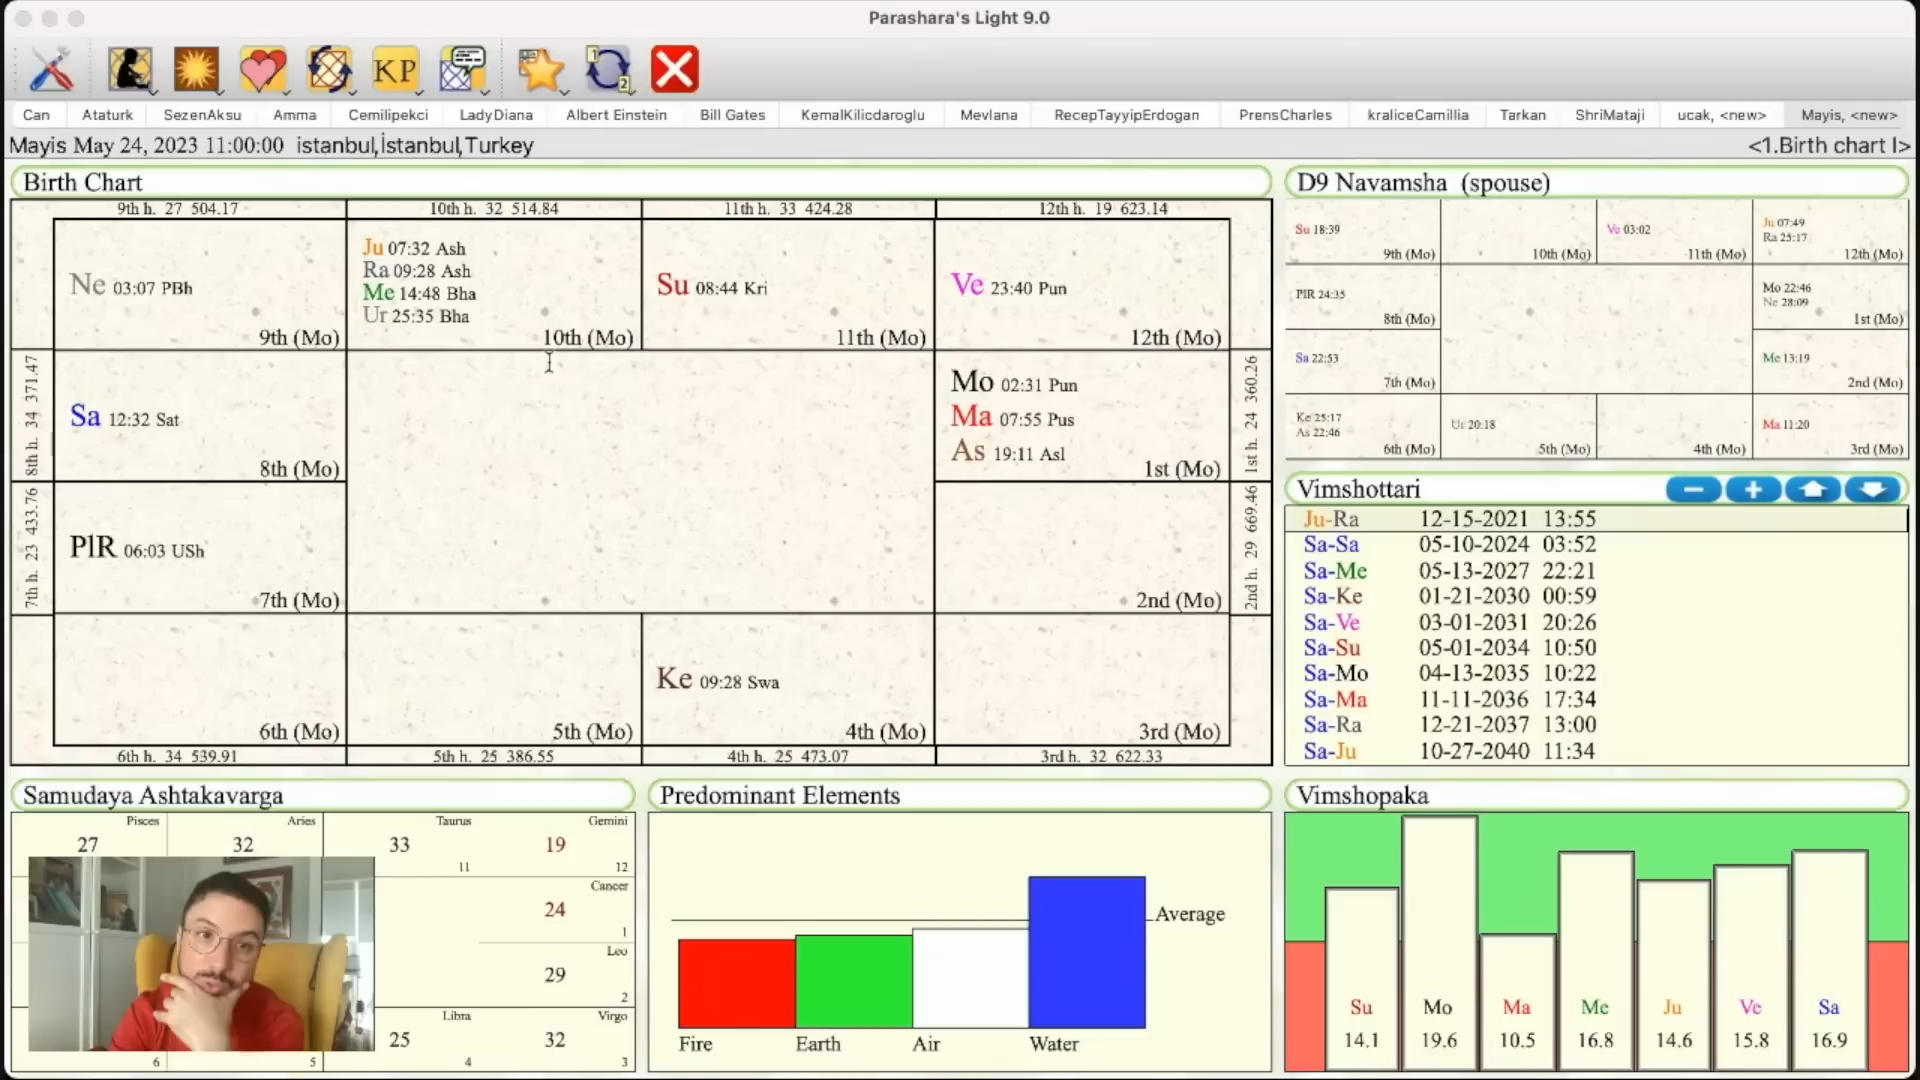 Parashara's Light 9.0
KP
1
2
Can Ataturk SezenAksu Amma Cemilipekci LadyDiana Albert Einstein Bill Gates KemalKilicdaroglu Mevlana RecepTayyipErdogan PrensCharles kraliceCamillia Tarkan ShriMataji ucak, <new> Mayis, <new>
Mayis May 24, 2023 11:00:00 istanbul,İstanbul,Turkey <1.Birth chart I>
Birth Chart
9th h. 27 504.17 10th h. 32 514.84 11th h. 33 424.28 12th h. 19 623.14
Ne 03:07 PBh
9th (Mo)
Ju 07:32 Ash
Ra 09:28 Ash
Me 14:48 Bha
Ur 25:35 Bha
10th (Mo)
Su 08:44 Kri
11th (Mo)
Ve 23:40 Pun
12th (Mo)
8th h. 34 371.47
Sa 12:32 Sat
8th (Mo)
Mo 02:31 Pun
Ma 07:55 Pus
As 19:11 Asl
1st (Mo)
1st h. 24 360.26
7th h. 23 433.76
PlR 06:03 USh
7th (Mo)
2nd (Mo)
2nd h. 29 669.46
6th (Mo)
5th (Mo)
Ke 09:28 Swa
4th (Mo)
3rd (Mo)
6th h. 34 539.91 5th h. 25 386.55 4th h. 25 473.07 3rd h. 32 622.33
D9 Navamsha (spouse)
Su 18:39
9th (Mo)
10th (Mo)
Ve 03:02
11th (Mo)
Ju 07:49
Ra 25:17
12th (Mo)
PlR 24:35
8th (Mo)
Mo 22:46
Ne 28:09
1st (Mo)
Sa 22:53
7th (Mo)
Me 13:19
2nd (Mo)
Ke 25:17
As 22:46
6th (Mo)
Ur 20:18
5th (Mo)
4th (Mo)
Ma 11:20
3rd (Mo)
Vimshottari
Ju-Ra 12-15-2021 13:55
Sa-Sa 05-10-2024 03:52
Sa-Me 05-13-2027 22:21
Sa-Ke 01-21-2030 00:59
Sa-Ve 03-01-2031 20:26
Sa-Su 05-01-2034 10:50
Sa-Mo 04-13-2035 10:22
Sa-Ma 11-11-2036 17:34
Sa-Ra 12-21-2037 13:00
Sa-Ju 10-27-2040 11:34
Samudaya Ashtakavarga
Pisces Aries Taurus Gemini
27 32 33 19
11 12
Cancer
24
1
Leo
29
2
Libra Virgo
25 32
6 5 4 3
Predominant Elements
Average
Fire Earth Air Water
Vimshopaka
Su Mo Ma Me Ju Ve Sa
14.1 19.6 10.5 16.8 14.6 15.8 16.9